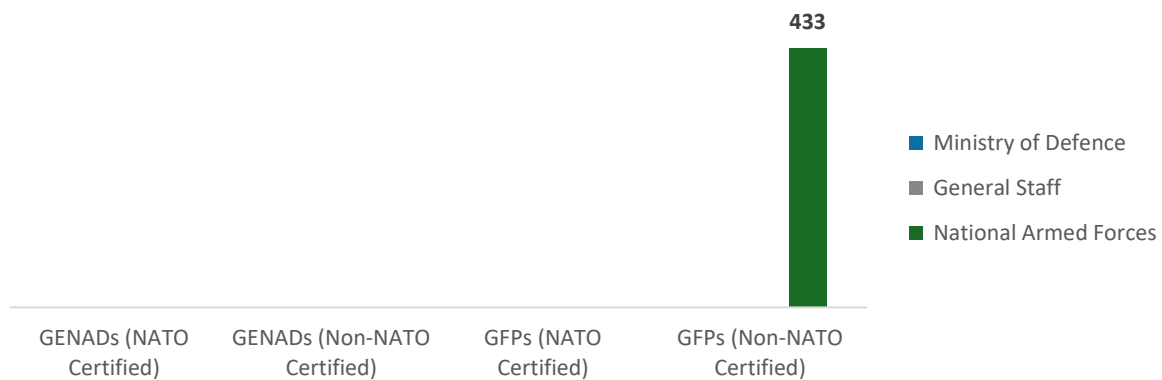 433
Ministry of Defence
General Staff
National Armed Forces
GENADs (NATO
Certified)
GENADs (Non-NATO
Certified)
GFPs (NATO
Certified)
GFPs (Non-NATO
Certified)